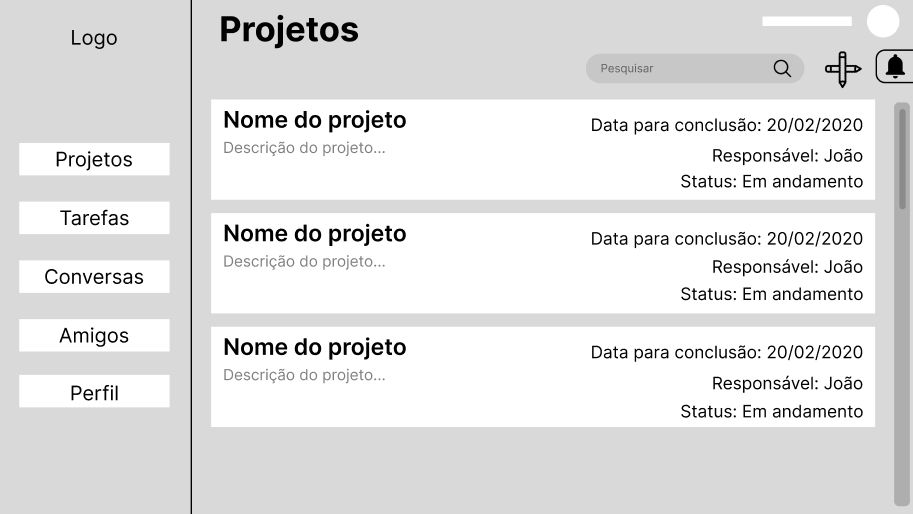 Logo
Projetos
Tarefas
Conversas
Amigos
Perfil
Projetos
Pesquisar
Nome do projeto
Descrição do projeto...
Data para conclusão: 20/02/2020
Responsável: João
Status: Em andamento
Nome do projeto
Descrição do projeto...
Data para conclusão: 20/02/2020
Responsável: João
Status: Em andamento
Nome do projeto
Descrição do projeto...
Data para conclusão: 20/02/2020
Responsável: João
Status: Em andamento